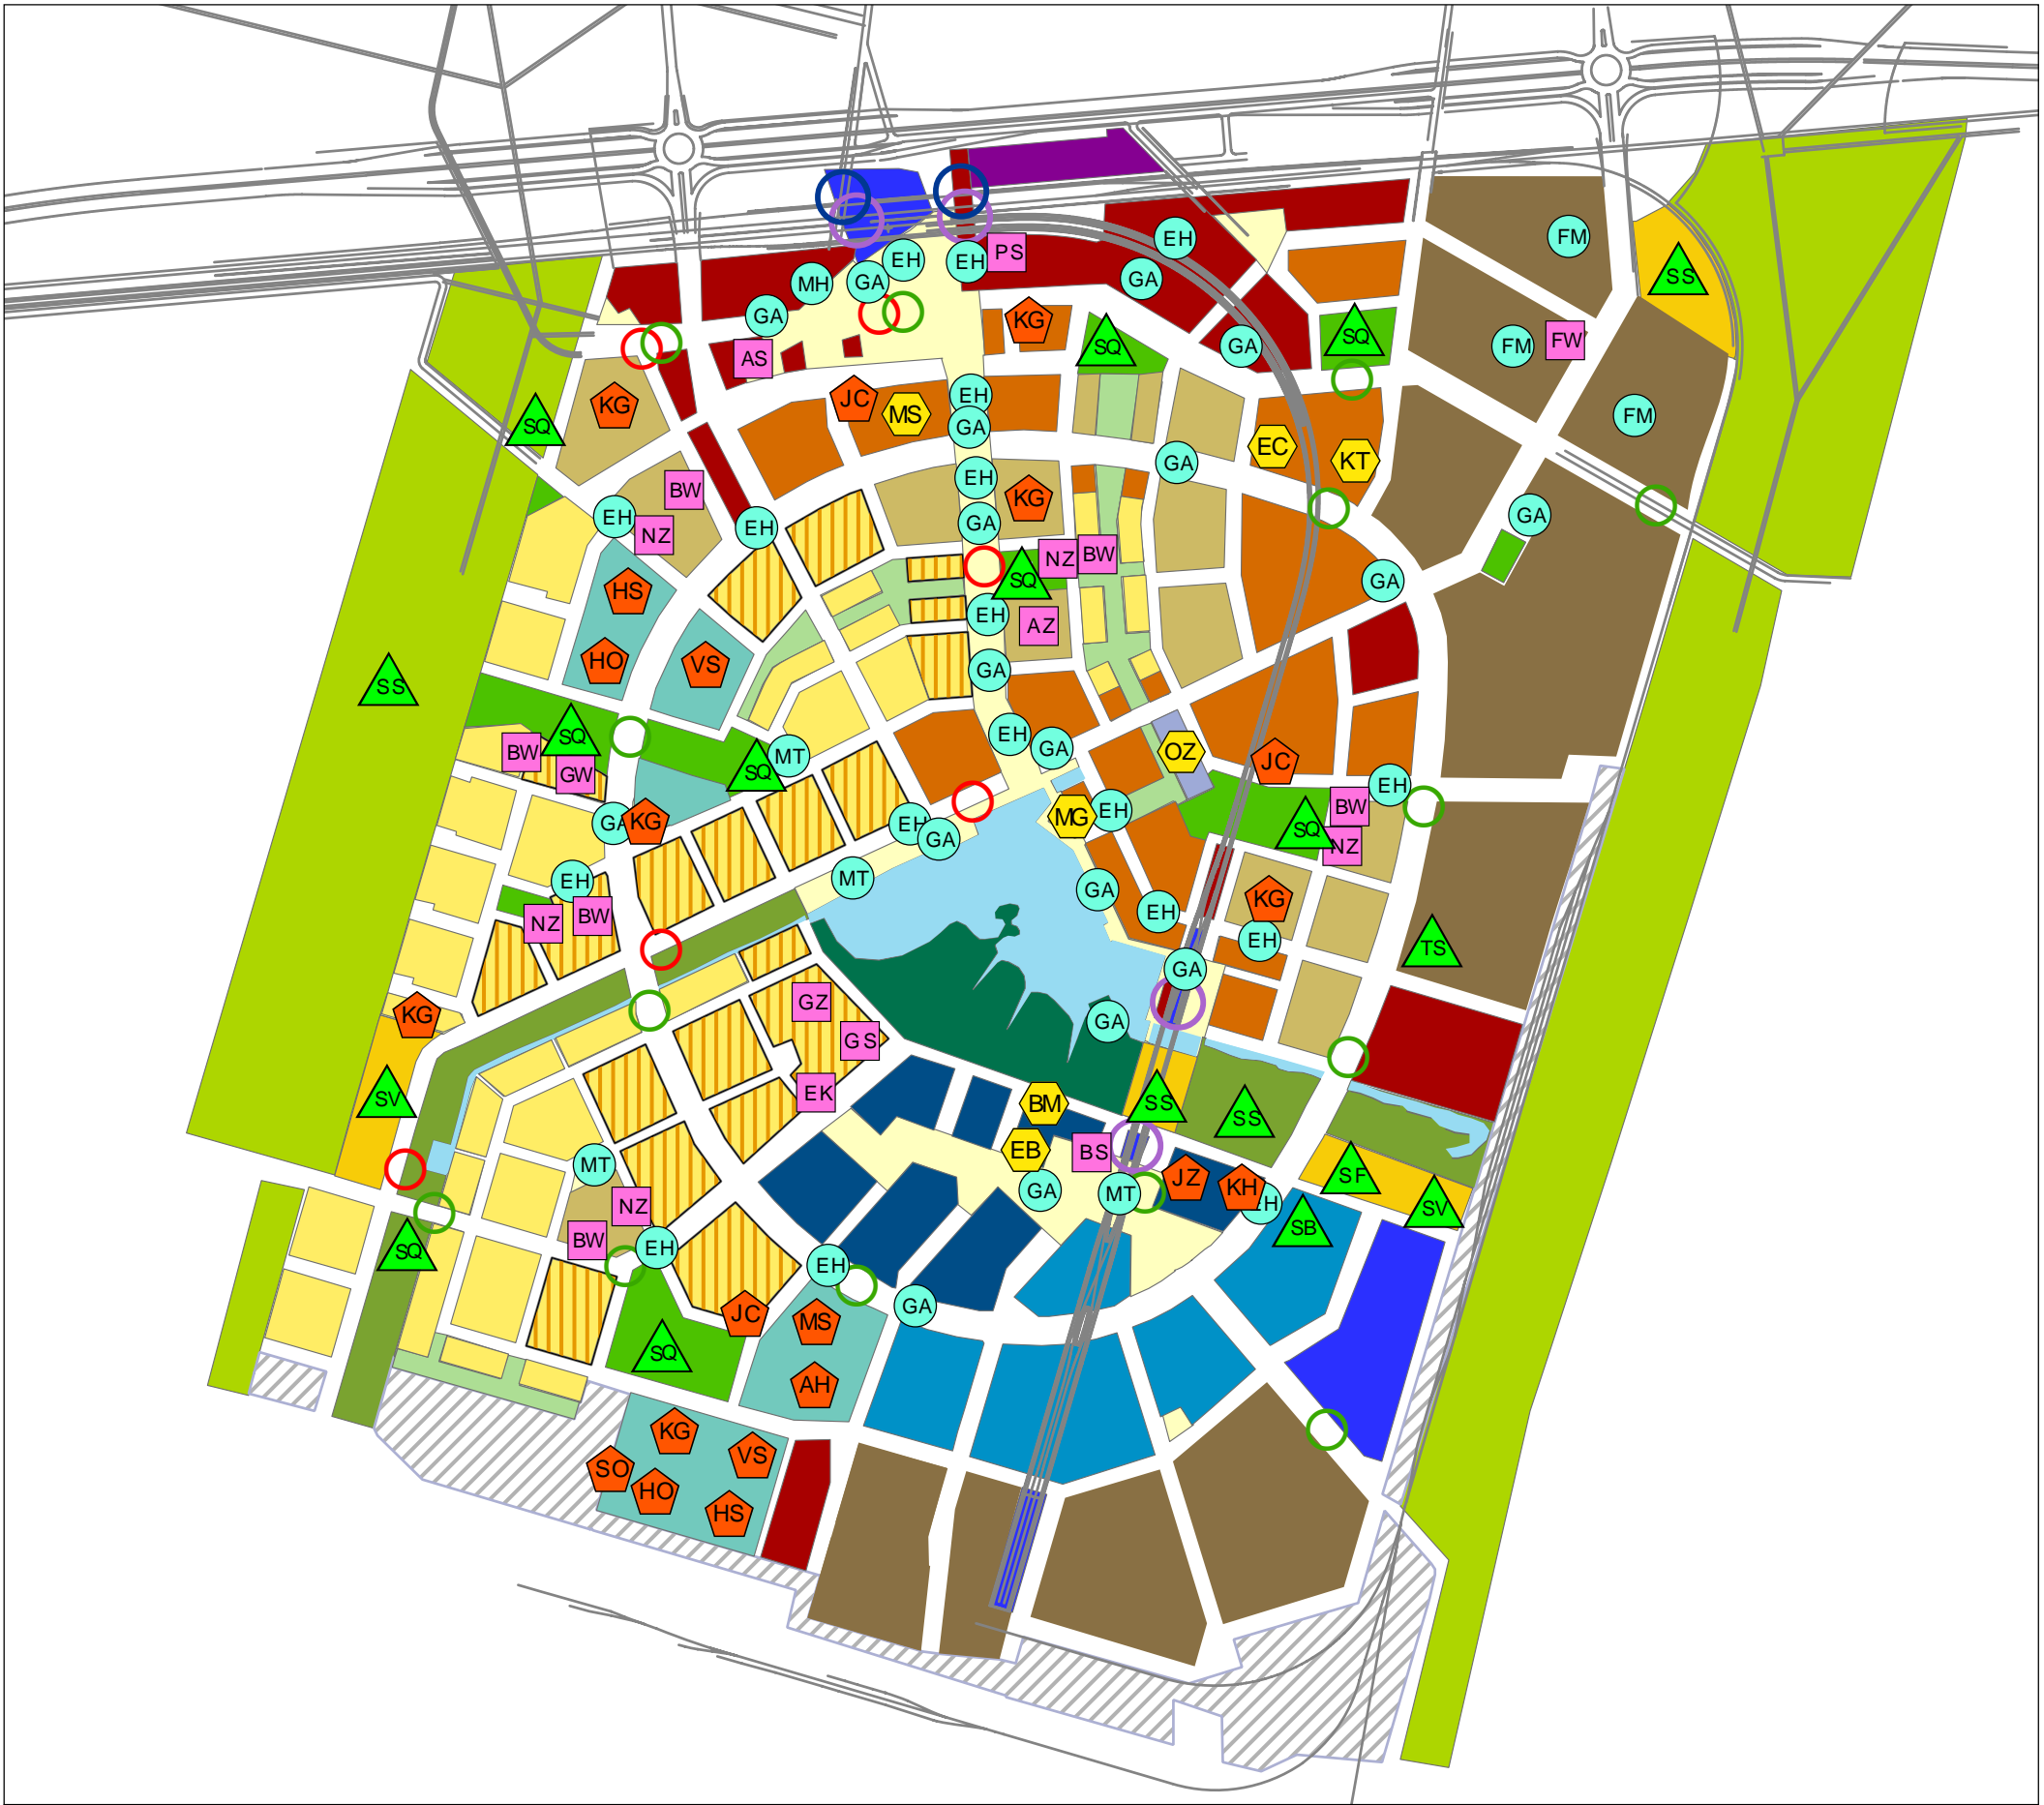 FM
EH
PS
EH
EH
SS
GA
GA
MH
GA
KG
SQ
SQ
GA
FM
FW
AS
EH
JC
MS
KG
SQ
GA
FM
EC
KT
GA
EH
BW
KG
EH
NZ
EH
GA
GA
NZ
BW
SQ
GA
HS
EH
AZ
HO
VS
GA
SS
SQ
BW
GW
SQ
MT
EH
GA
OZ
JC
EH
BW
SQ
NZ
GA
KG
EH
GA
MG
EH
EH
MT
GA
KG
NZ
BW
EH
EH
TS
GA
KG
GZ
GA
GS
SV
EK
BM
SS
SS
EB
BS
MT
GA
MT
JZ
KH
EH
SF
SV
SB
NZ
BW
EH
SQ
EH
GA
JC
MS
SQ
AH
KG
VS
SO
HO
HS